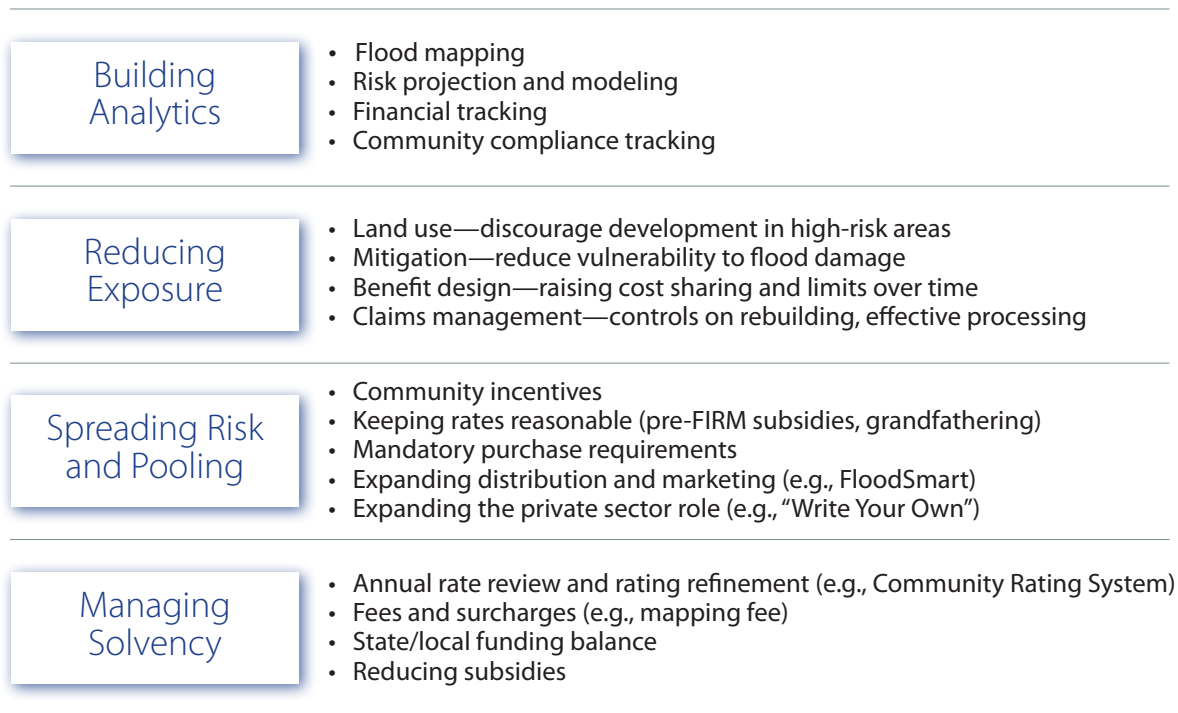 Building
Analytics
• Flood mapping
• Risk projection and modeling
• Financial tracking
• Community compliance tracking
Reducing
Exposure
• Land use—discourage development in high-risk areas
• Mitigation—reduce vulnerability to flood damage
• Benefit design—raising cost sharing and limits over time
• Claims management—controls on rebuilding, effective processing
Spreading Risk
and Pooling
• Community incentives
• Keeping rates reasonable (pre-FIRM subsidies, grandfathering)
• Mandatory purchase requirements
• Expanding distribution and marketing (e.g., FloodSmart)
• Expanding the private sector role (e.g., “Write Your Own”)
Managing
Solvency
• Annual rate review and rating refinement (e.g., Community Rating System)
• Fees and surcharges (e.g., mapping fee)
• State/local funding balance
• Reducing subsidies